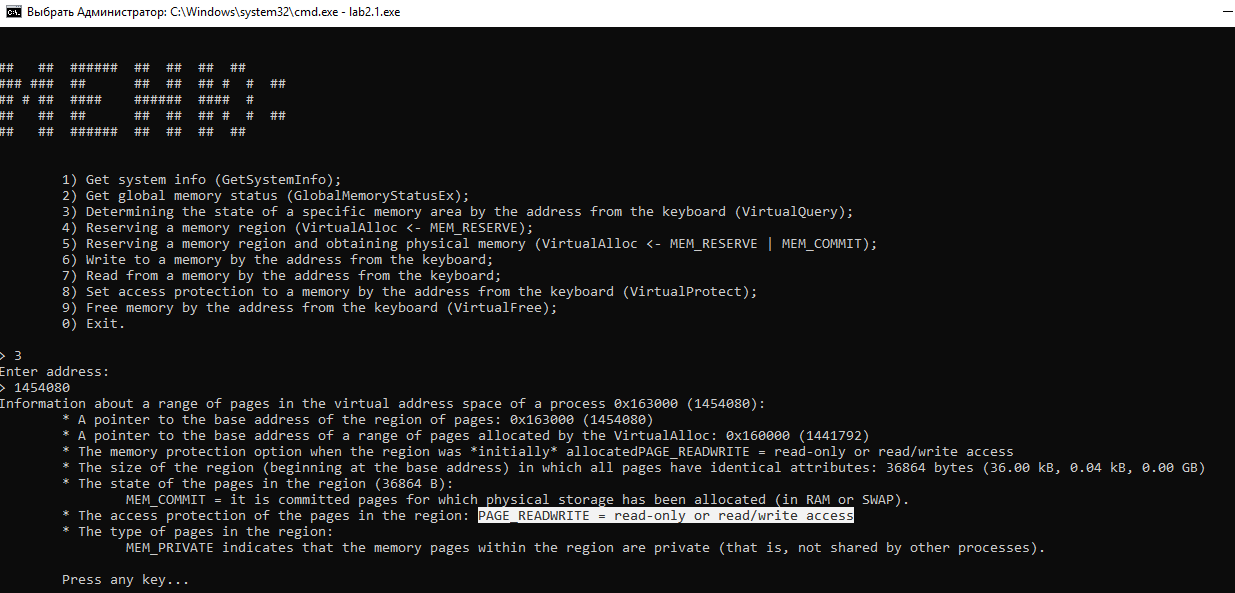 Выбрать Администратор: C:\Windows\system32\cmd.exe - lab2.1.exe
##   ##  ######  ##  ##  ##  ##
### ###  ##      ##  ##  ## #  #  ##
## # ##  ####    ######  ####  #
##   ##  ##      ##  ##  ## #  #  ##
##   ##  ######  ##  ##  ##  ##
1) Get system info (GetSystemInfo);
2) Get global memory status (GlobalMemoryStatusEx);
3) Determining the state of a specific memory area by the address from the keyboard (VirtualQuery);
4) Reserving a memory region (VirtualAlloc <- MEM_RESERVE);
5) Reserving a memory region and obtaining physical memory (VirtualAlloc <- MEM_RESERVE | MEM_COMMIT);
6) Write to a memory by the address from the keyboard;
7) Read from a memory by the address from the keyboard;
8) Set access protection to a memory by the address from the keyboard (VirtualProtect);
9) Free memory by the address from the keyboard (VirtualFree);
0) Exit.
> 3
Enter address:
> 1454080
Information about a range of pages in the virtual address space of a process 0x163000 (1454080):
* A pointer to the base address of the region of pages: 0x163000 (1454080)
* A pointer to the base address of a range of pages allocated by the VirtualAlloc: 0x160000 (1441792)
* The memory protection option when the region was *initially* allocatedPAGE_READWRITE = read-only or read/write access
* The size of the region (beginning at the base address) in which all pages have identical attributes: 36864 bytes (36.00 kB, 0.04 kB, 0.00 GB)
* The state of the pages in the region (36864 B):
MEM_COMMIT = it is committed pages for which physical storage has been allocated (in RAM or SWAP).
* The access protection of the pages in the region: PAGE_READWRITE = read-only or read/write access
* The type of pages in the region:
MEM_PRIVATE indicates that the memory pages within the region are private (that is, not shared by other processes).
Press any key...